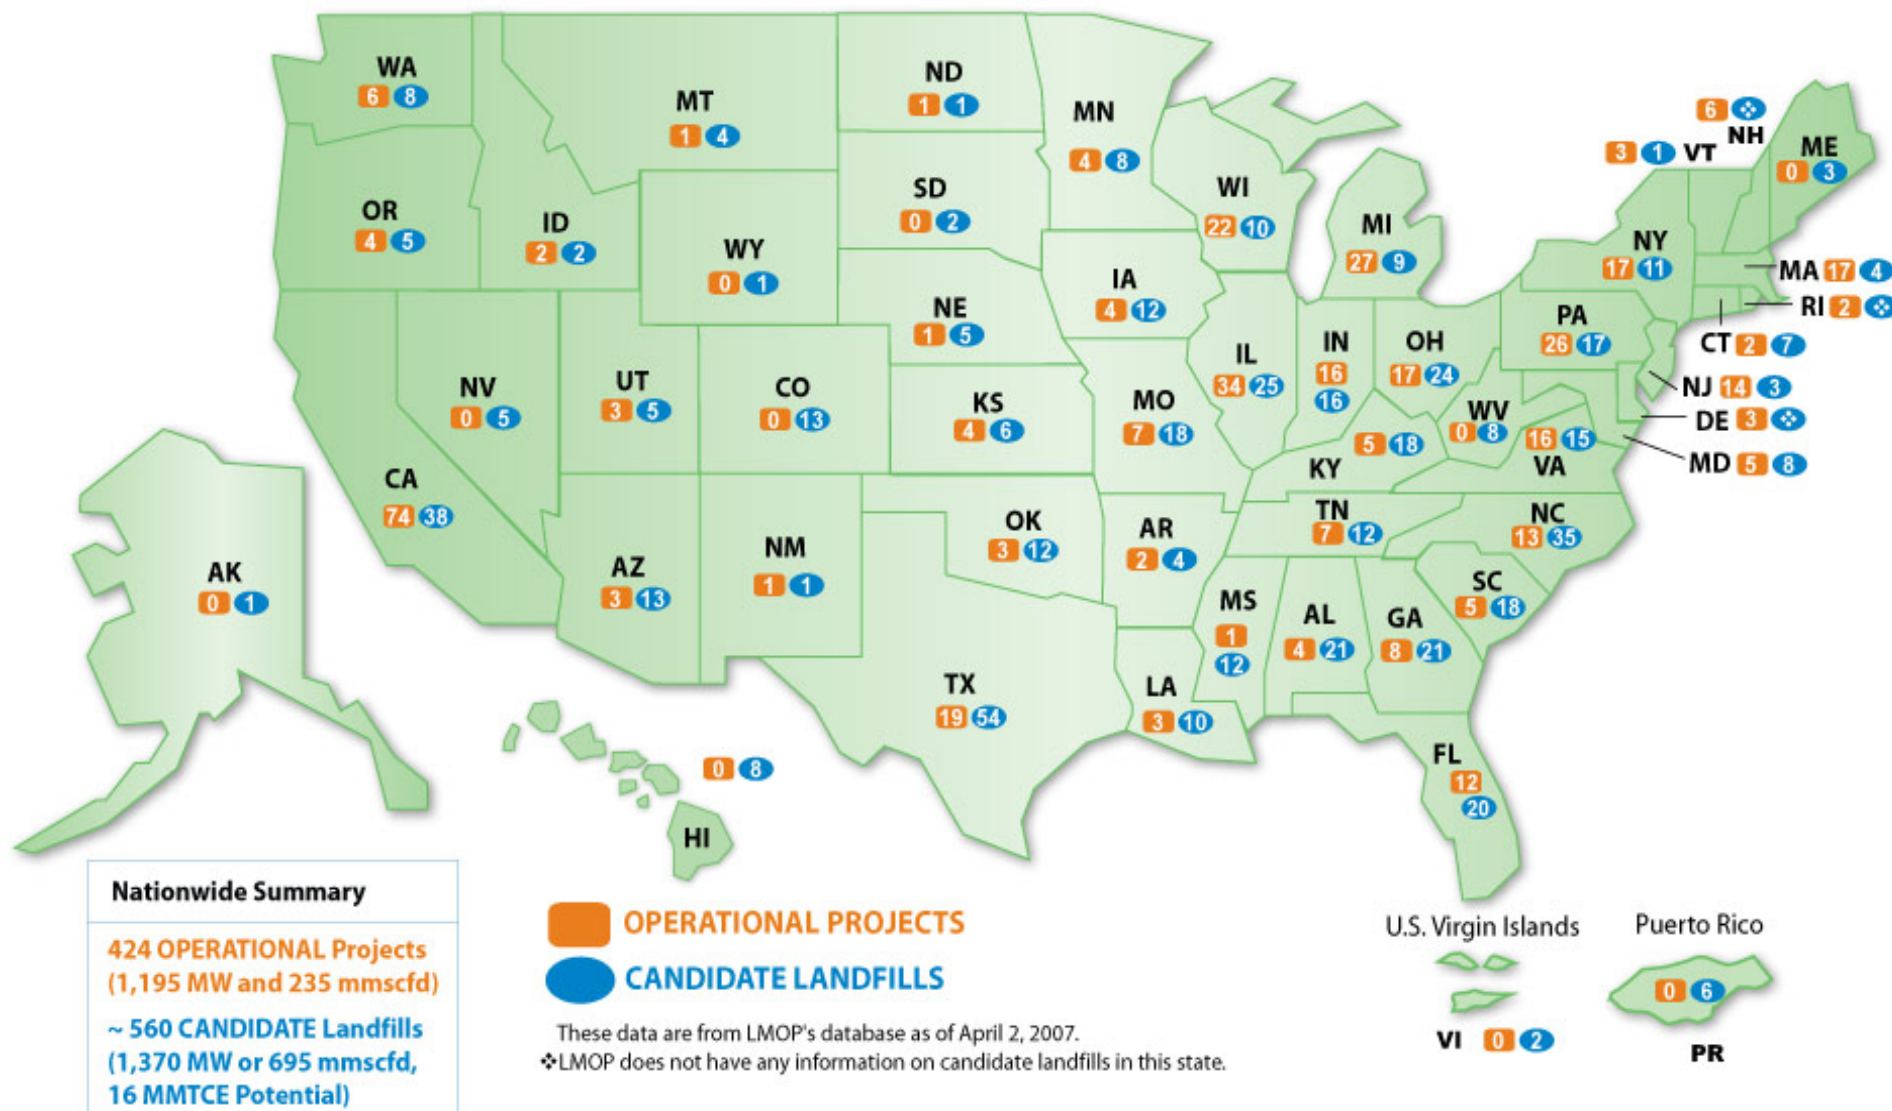 WA
6 8
MT
1 4
ND
1 1
MN
4 8
6 ❖
NH
3 1 VT
ME
0 3
OR
4 5
ID
2 2
WY
0 1
SD
0 2
WI
22 10
MI
27 9
NY
17 11
MA 17 4
RI 2 ❖
CT 2 7
NJ 14 3
DE 3 ❖
MD 5 8
NE
1 5
IA
4 12
PA
26 17
IL
34 25
IN
16
16
OH
17 24
NV
0 5
UT
3 5
CO
0 13
KS
4 6
MO
7 18
WV
0 8
16 15
VA
5 18
KY
CA
74 38
AZ
3 13
NM
1 1
OK
3 12
AR
2 4
TN
7 12
NC
13 35
SC
5 18
AK
0 1
TX
19 54
LA
3 10
MS
1
12
AL
4 21
GA
8 21
FL
12
20
0 8
HI
Nationwide Summary
424 OPERATIONAL Projects
(1,195 MW and 235 mmscfd)
~ 560 CANDIDATE Landfills
(1,370 MW or 695 mmscfd,
16 MMTCE Potential)
OPERATIONAL PROJECTS
CANDIDATE LANDFILLS
These data are from LMOP's database as of April 2, 2007.
❖LMOP does not have any information on candidate landfills in this state.
U.S. Virgin Islands
VI 0 2
Puerto Rico
0 6
PR